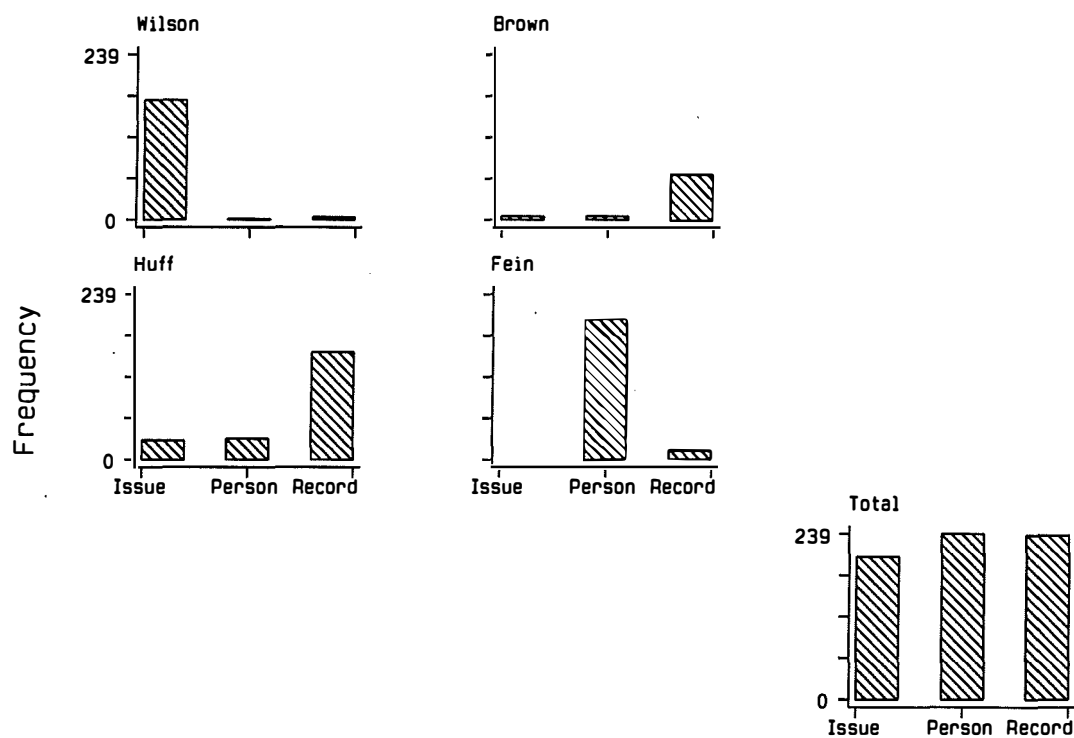 Wilson
239
0
Brown
Huff
239
0
Issue Person Record
Fein
Issue Person Record
Frequency
Total
239
0
Issue Person Record